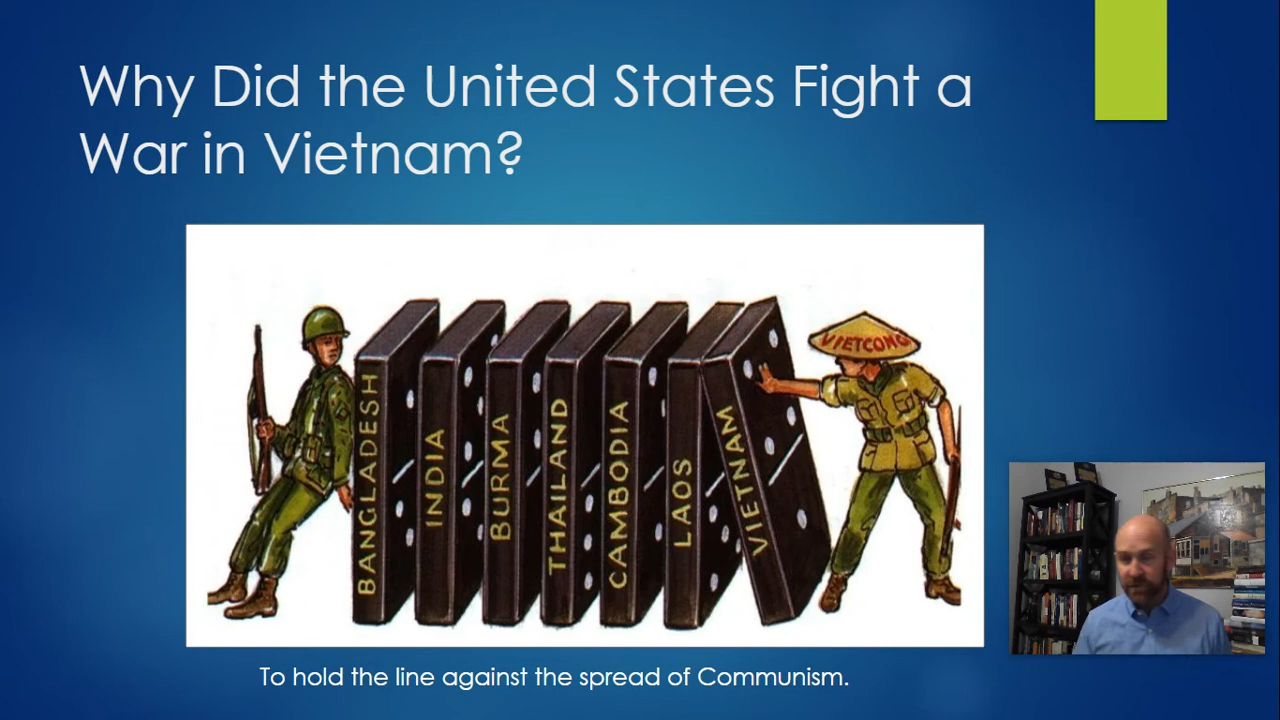 Why Did the United States Fight a
War in Vietnam?
BANGLADESH
INDIA
BURMA
THAILAND
CAMBODIA
LAOS
VIETNAM
VIETCONG
To hold the line against the spread of Communism.